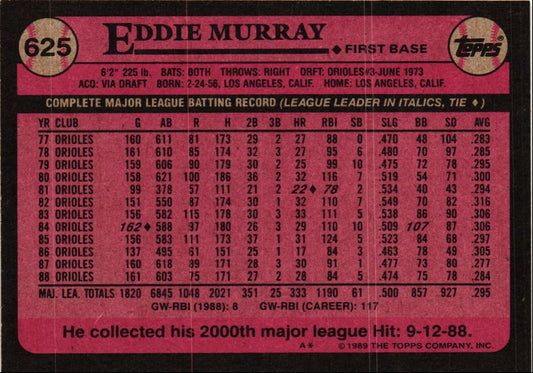 625
EDDIE MURRAY
♦ FIRST BASE
topps
6'2" 225 lb. BATS: BOTH THROWS: RIGHT DRFT: ORIOLES #3-JUNE 1973
ACQ: VIA DRAFT BORN: 2-24-56, LOS ANGELES, CALIF. HOME: LOS ANGELES, CALIF.
COMPLETE MAJOR LEAGUE BATTING RECORD (LEAGUE LEADER IN ITALICS, TIE ♦)
YR CLUB G AB R H 2B 3B HR RBI SB SLG BB SO AVG
77 ORIOLES 160 611 81 173 29 2 27 88 0 .470 48 104 .283
78 ORIOLES 161 610 85 174 32 3 27 95 6 .480 70 97 .285
79 ORIOLES 159 606 90 179 30 2 25 99 10 .475 72 78 .295
80 ORIOLES 158 621 100 186 36 2 32 116 7 .519 54 71 .300
81 ORIOLES 99 378 57 111 21 2 22♦ 78 2 .534 40 43 .294
82 ORIOLES 151 550 87 174 30 1 32 110 7 .549 70 82 .316
83 ORIOLES 156 582 115 178 30 3 33 111 5 .538 86 90 .306
84 ORIOLES 162♦ 588 97 180 26 3 29 110 10 .509 107 87 .306
85 ORIOLES 156 583 111 173 37 1 31 124 5 .523 84 68 .297
86 ORIOLES 137 495 61 151 25 1 17 84 3 .463 78 49 .305
87 ORIOLES 160 618 89 171 28 3 30 91 1 .477 73 80 .277
88 ORIOLES 161 603 75 171 27 2 28 84 5 .474 75 78 .284
MAJ. LEA. TOTALS 1820 6845 1048 2021 351 25 333 1190 61 .500 857 927 .295
GW-RBI (1988): 8 GW-RBI (CAREER): 117
He collected his 2000th major league Hit: 9-12-88.
A* © 1989 THE TOPPS COMPANY, INC.